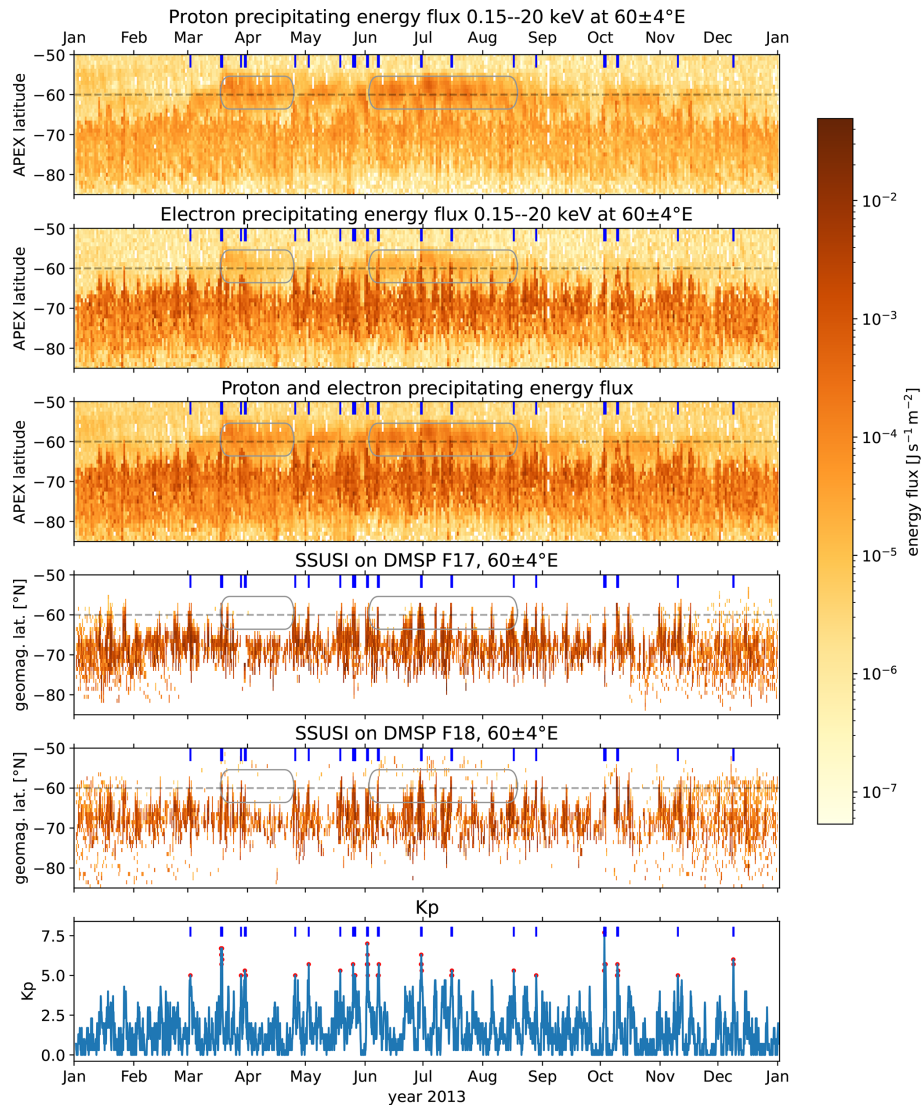 Proton precipitating energy flux 0.15--20 keV at 60±4°E
Jan Feb Mar Apr May Jun Jul Aug Sep Oct Nov Dec Jan
−50
−60
−70
−80
APEX latitude
Electron precipitating energy flux 0.15--20 keV at 60±4°E
−50
−60
−70
−80
APEX latitude
Proton and electron precipitating energy flux
−50
−60
−70
−80
APEX latitude
SSUSI on DMSP F17, 60±4°E
−50
−60
−70
−80
geomag. lat. [°N]
SSUSI on DMSP F18, 60±4°E
−50
−60
−70
−80
geomag. lat. [°N]
Kp
7.5
5.0
2.5
0.0
Kp
Jan Feb Mar Apr May Jun Jul Aug Sep Oct Nov Dec Jan
year 2013
10⁻²
10⁻³
10⁻⁴
10⁻⁵
10⁻⁶
10⁻⁷
energy flux [J s⁻¹ m⁻²]